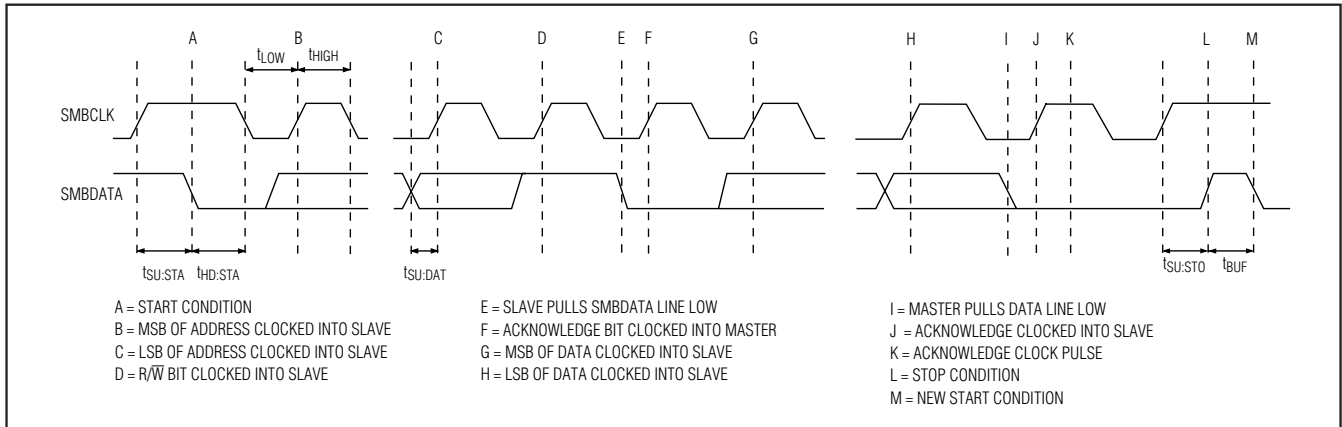 A B C D E F G H I J K L M
tLOW tHIGH
SMBCLK
SMBDATA
tSU:STA tHD:STA tSU:DAT tSU:STO tBUF
A = START CONDITION
B = MSB OF ADDRESS CLOCKED INTO SLAVE
C = LSB OF ADDRESS CLOCKED INTO SLAVE
D = R/W̅ BIT CLOCKED INTO SLAVE
E = SLAVE PULLS SMBDATA LINE LOW
F = ACKNOWLEDGE BIT CLOCKED INTO MASTER
G = MSB OF DATA CLOCKED INTO SLAVE
H = LSB OF DATA CLOCKED INTO SLAVE
I = MASTER PULLS DATA LINE LOW
J = ACKNOWLEDGE CLOCKED INTO SLAVE
K = ACKNOWLEDGE CLOCK PULSE
L = STOP CONDITION
M = NEW START CONDITION